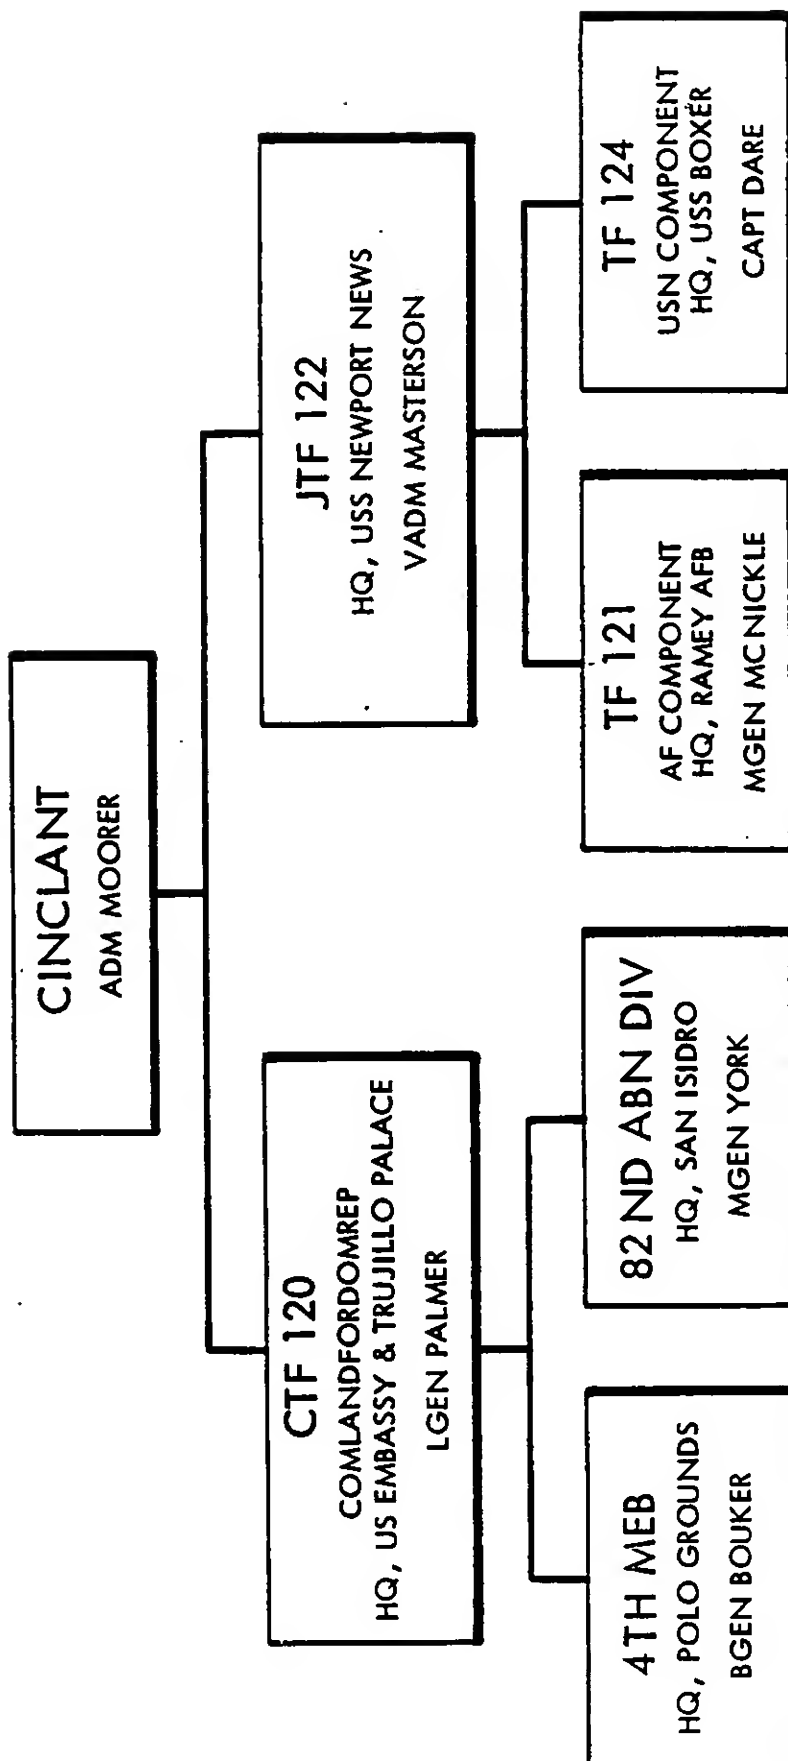 CINCLANT
ADM MOORER
CTF 120
COMLANDFORDOMREP
HQ, US EMBASSY & TRUJILLO PALACE
LGEN PALMER
JTF 122
HQ, USS NEWPORT NEWS
VADM MASTERSON
4TH MEB
HQ, POLO GROUNDS
BGEN BOUKER
82ND ABN DIV
HQ, SAN ISIDRO
MGEN YORK
TF 121
AF COMPONENT
HQ, RAMEY AFB
MGEN MCNICKLE
TF 124
USN COMPONENT
HQ, USS BOXER
CAPT DARE